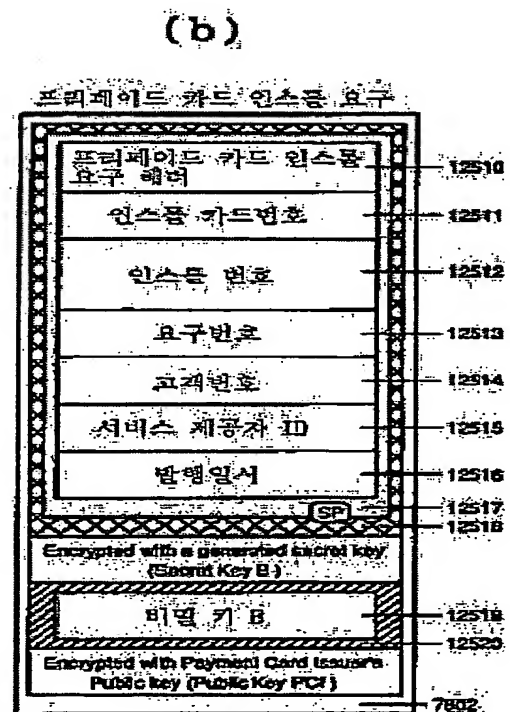 (b)
프리페이드 카드 인스톨 요구
프리페이드 카드 인스톨
요구 헤더
12510
인스톨 카드번호
12511
인스톨 번호
12512
요구번호
12513
고객번호
12514
서비스 제공자 ID
12515
발행일시
12516
SP
12517
12518
Encrypted with a generated secret key
(Secret Key B)
비밀 키 B
12519
12520
Encrypted with Payment Card Issuer's
Public key (Public Key PCI)
7802